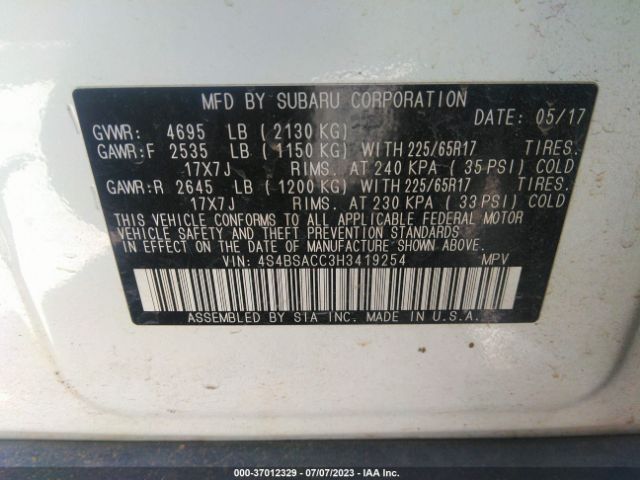 MFD BY SUBARU CORPORATION
DATE: 05/17
GVWR: 4695 LB ( 2130 KG)
GAWR:F 2535 LB ( 1150 KG) WITH 225/65R17 TIRES.
17X7J RIMS. AT 240 KPA ( 35 PSI) COLD
GAWR:R 2645 LB ( 1200 KG) WITH 225/65R17 TIRES.
17X7J RIMS. AT 230 KPA ( 33 PSI) COLD
THIS VEHICLE CONFORMS TO ALL APPLICABLE FEDERAL MOTOR
VEHICLE SAFETY AND THEFT PREVENTION STANDARDS
IN EFFECT ON THE DATE OF MANUFACTURE SHOWN ABOVE.
VIN: 4S4BSACC3H3419254 MPV
ASSEMBLED BY SIA INC. MADE IN U.S.A.
000-37012329 - 07/07/2023 - IAA Inc.